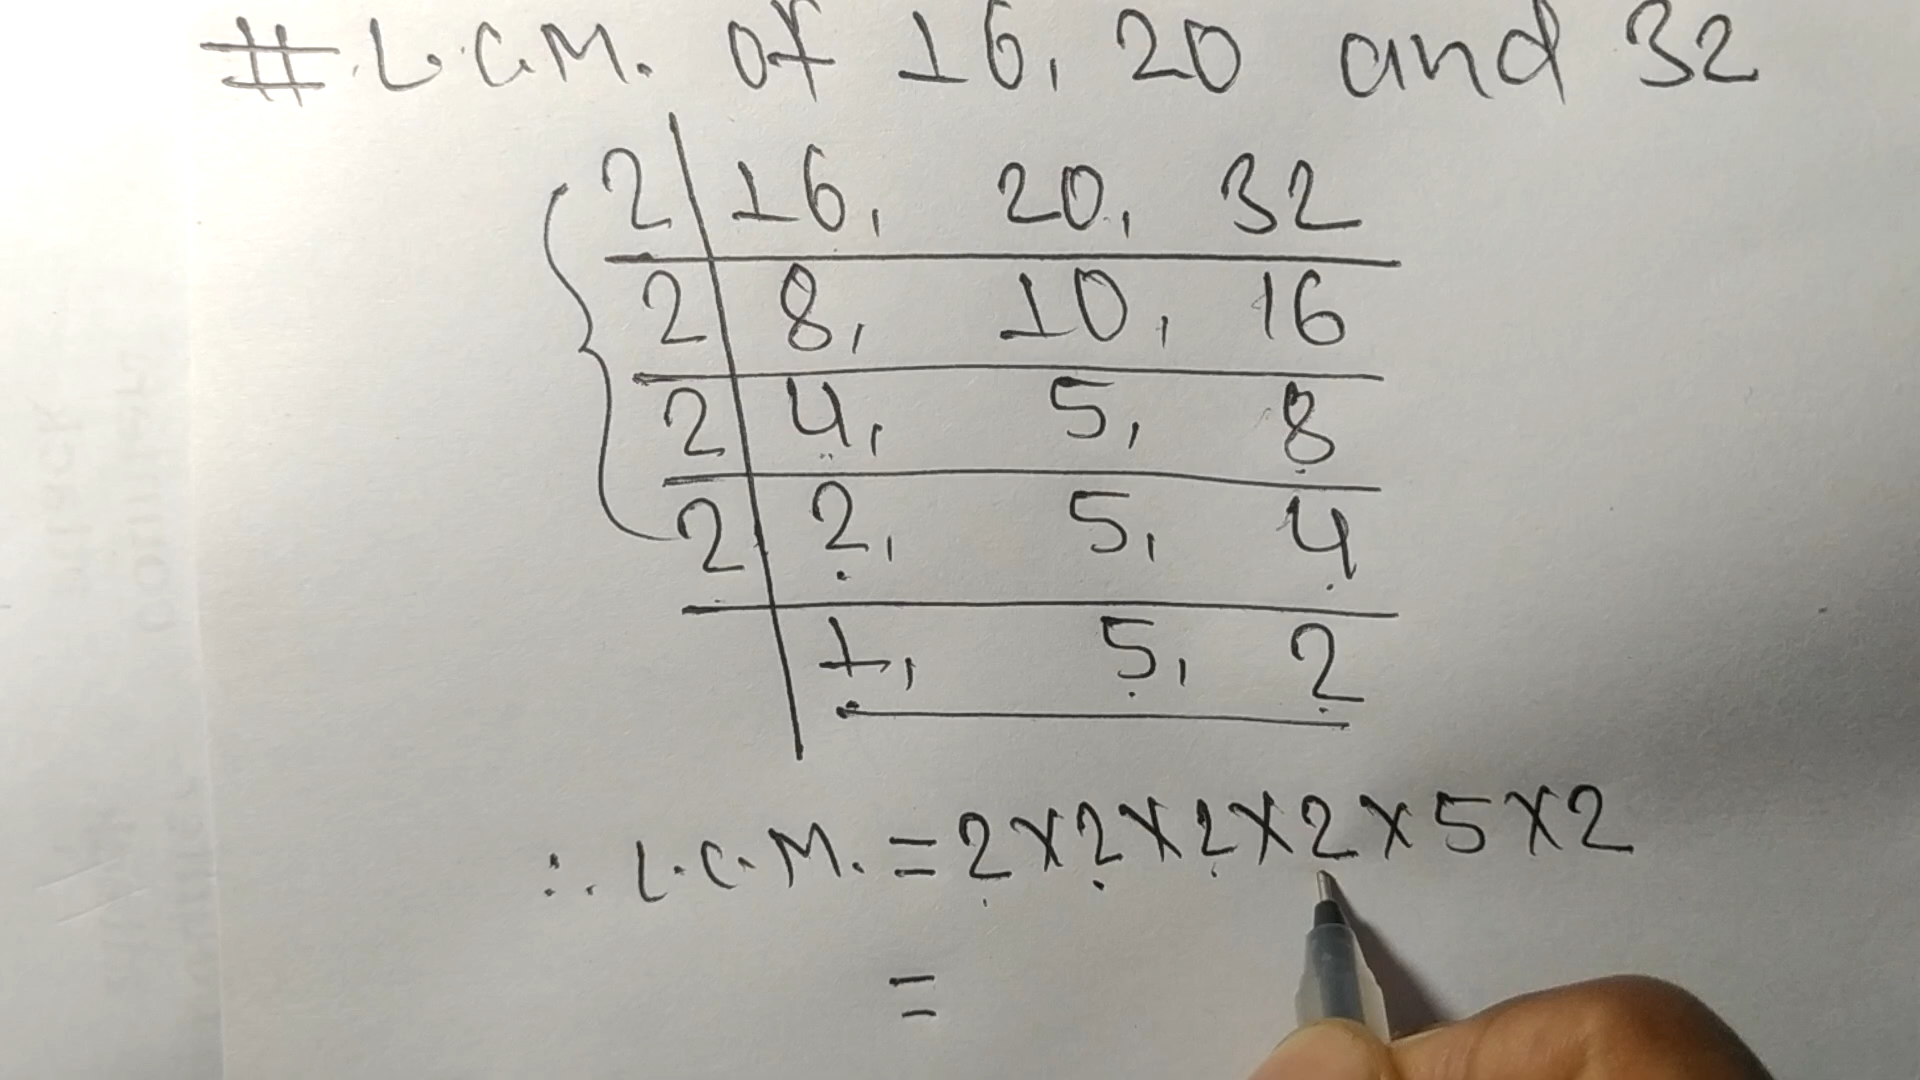 # L.C.M. of 16, 20 and 32
2 16, 20, 32
2 8, 10, 16
2 4, 5, 8
2 2, 5, 4
1, 5, 2
∴ L.C.M. = 2×2×2×2×5×2
=